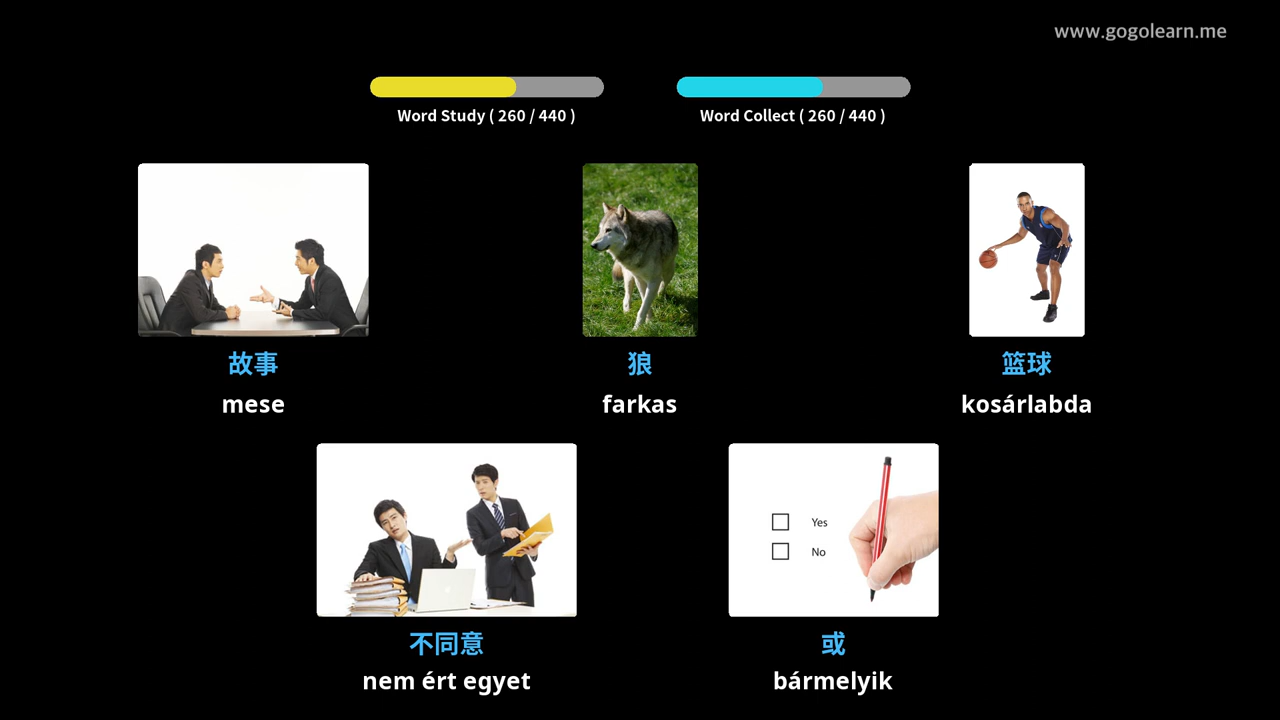 www.gogolearn.me
Word Study ( 260 / 440 )
Word Collect ( 260 / 440 )
故事
狼
篮球
mese
farkas
kosárlabda
Yes
No
不同意
或
nem ért egyet
bármelyik